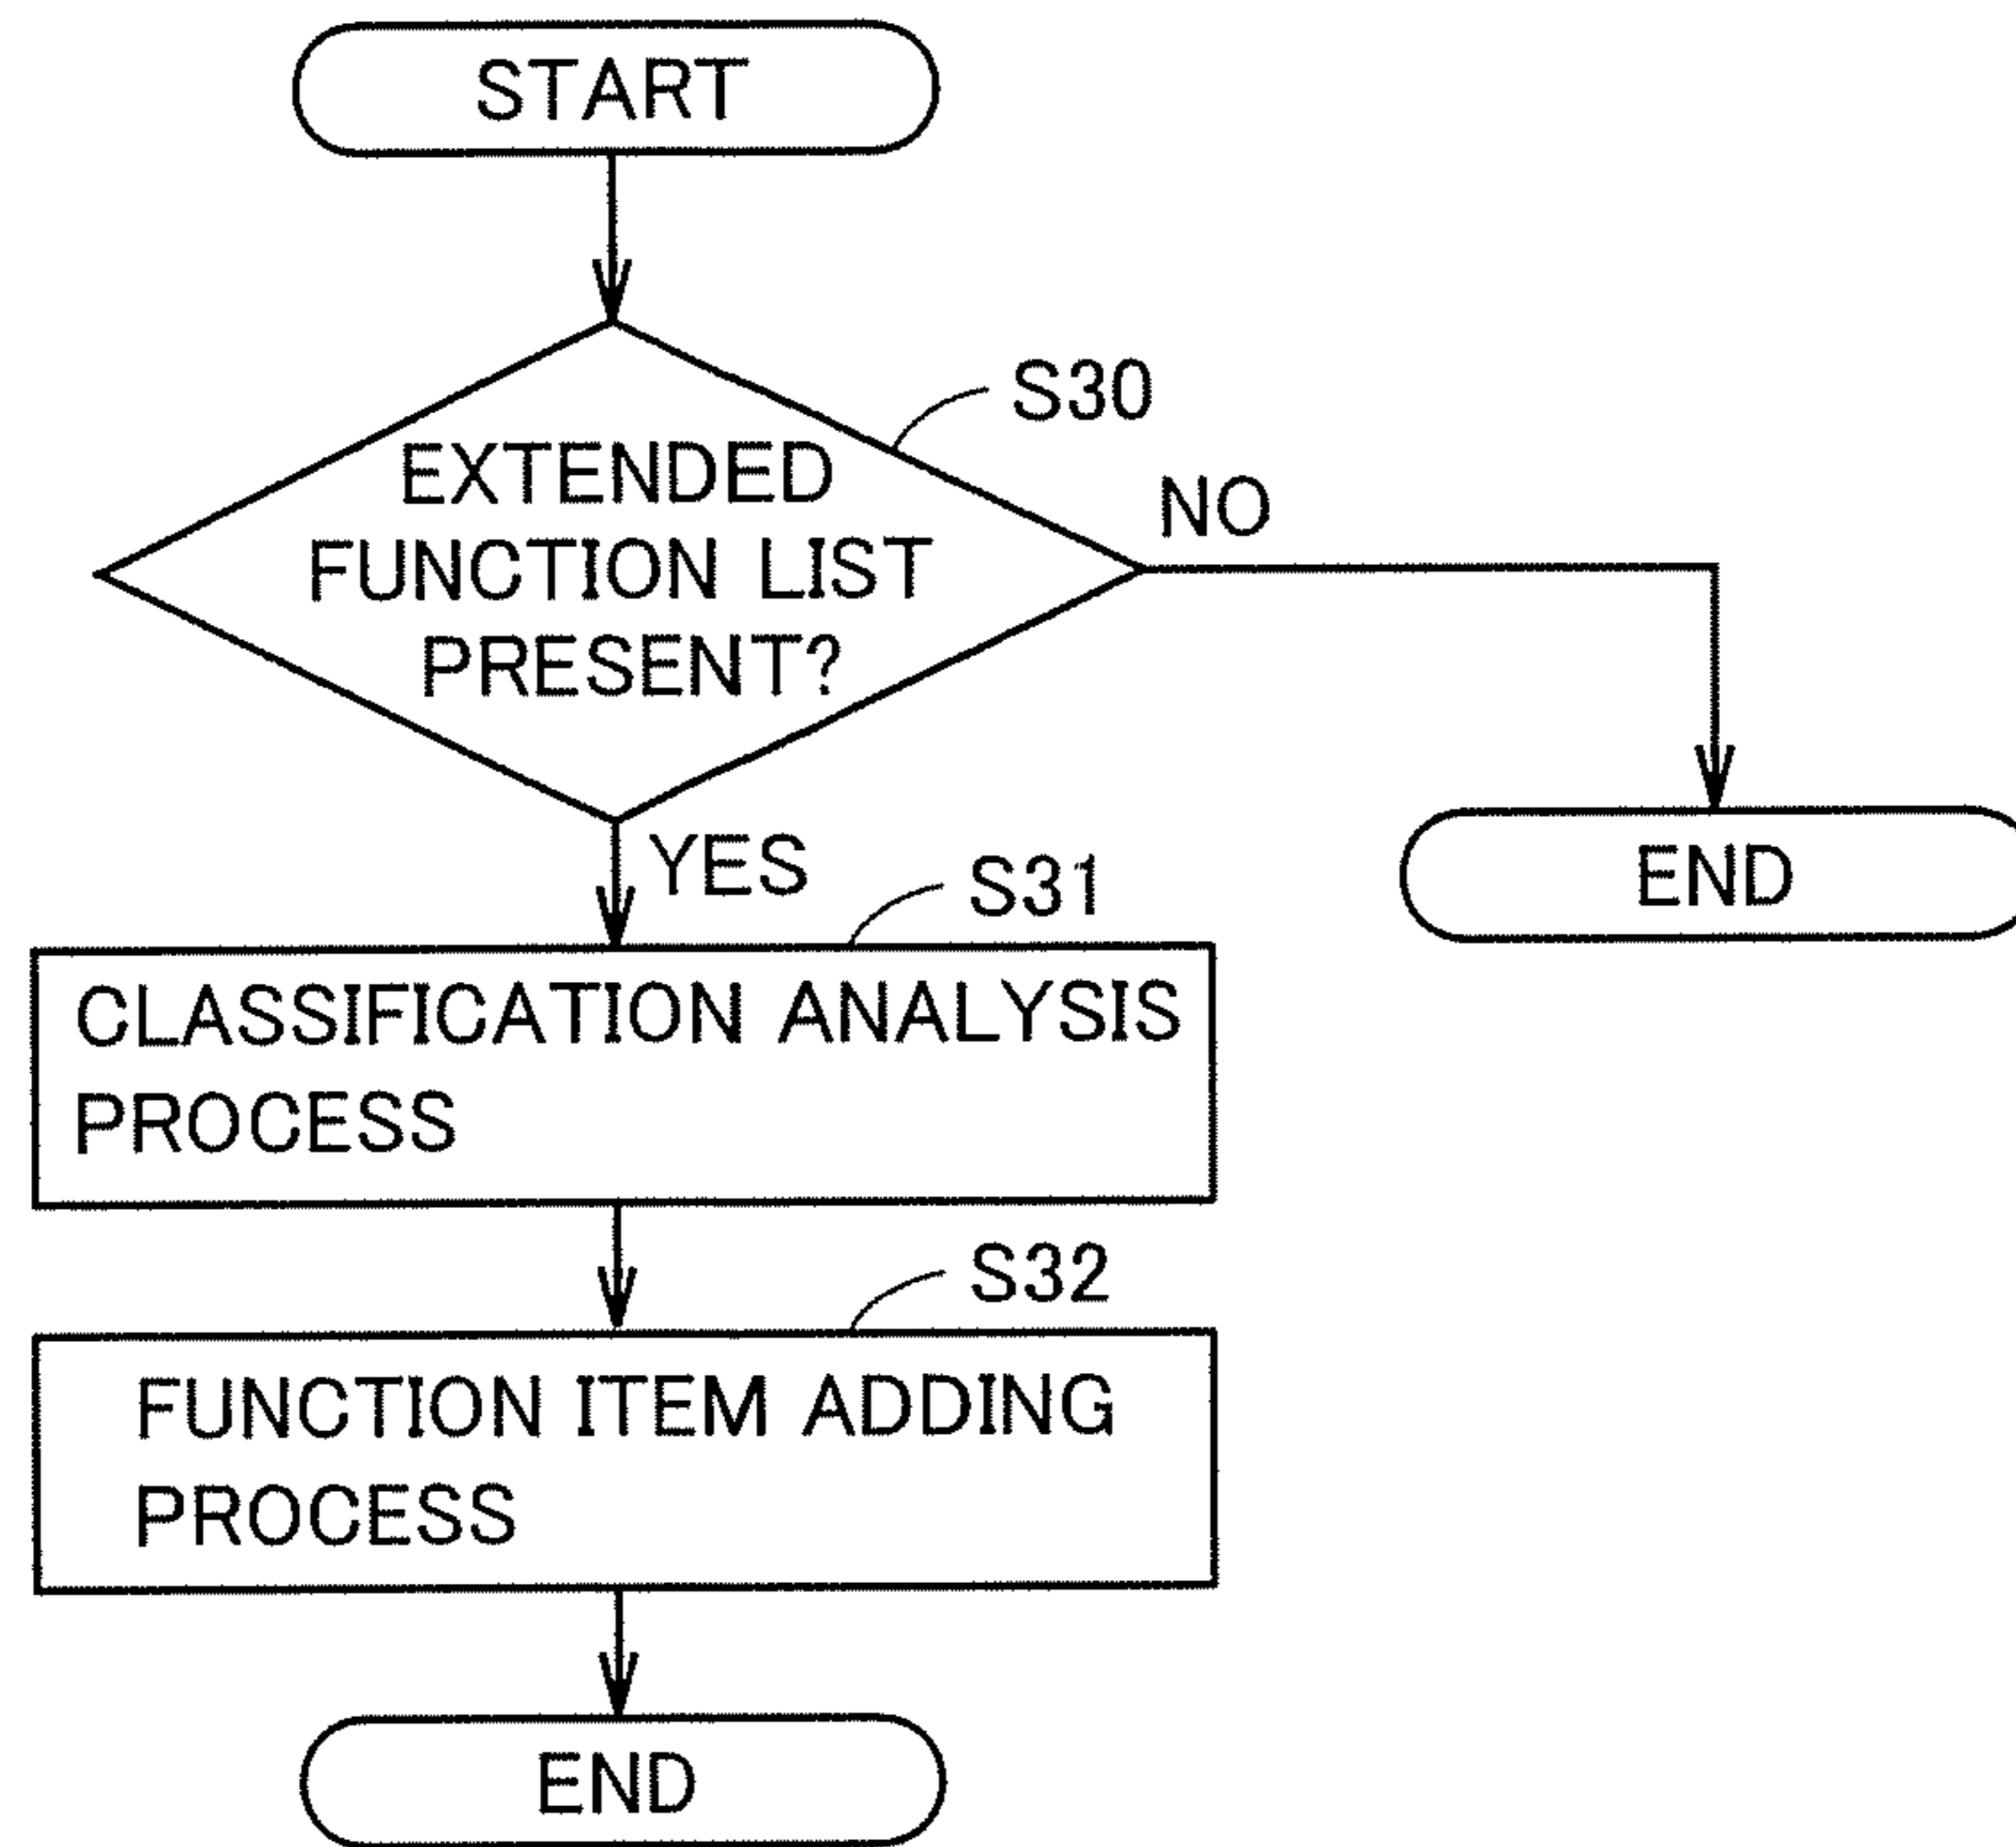 START
S30
EXTENDED
FUNCTION LIST
PRESENT?
NO
YES
END
S31
CLASSIFICATION ANALYSIS
PROCESS
S32
FUNCTION ITEM ADDING
PROCESS
END